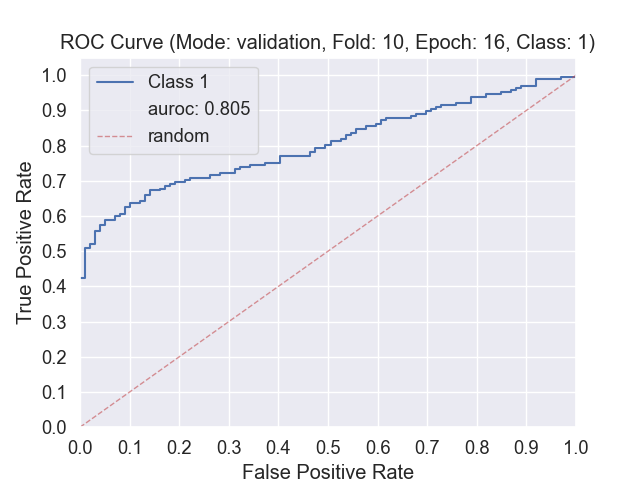 ROC Curve (Mode: validation, Fold: 10, Epoch: 16, Class: 1)
Class 1
auroc: 0.805
random
True Positive Rate
1.0
0.9
0.8
0.7
0.6
0.5
0.4
0.3
0.2
0.1
0.0
0.0 0.1 0.2 0.3 0.4 0.5 0.6 0.7 0.8 0.9 1.0
False Positive Rate